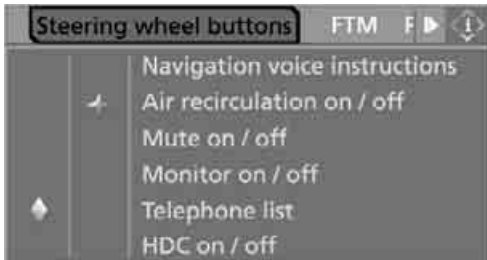 Steering wheel buttons FTM F
Navigation voice instructions
Air recirculation on / off
Mute on / off
Monitor on / off
Telephone list
HDC on / off